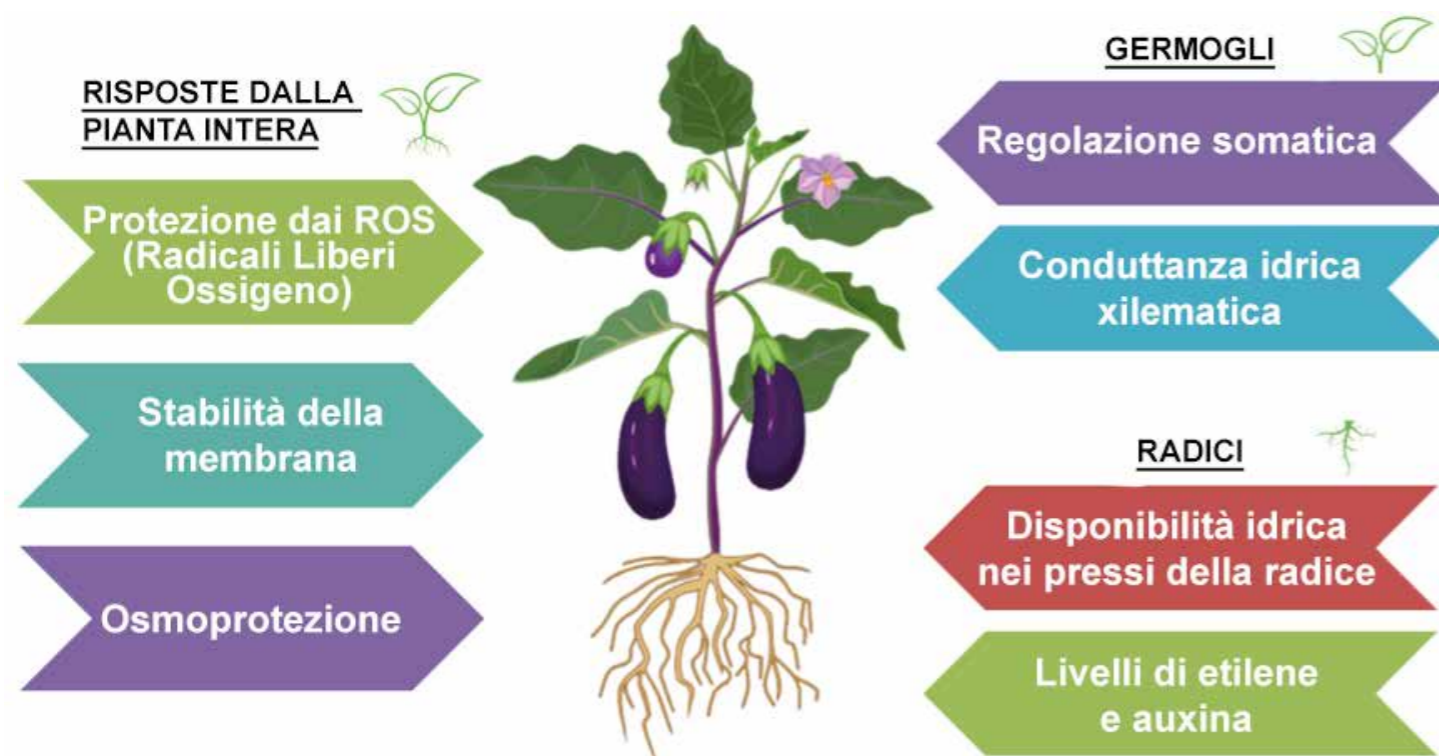 RISPOSTE DALLA
PIANTA INTERA
Protezione dai ROS
(Radicali Liberi
Ossigeno)
Stabilità della
membrana
Osmoprotezione
GERMOGLI
Regolazione somatica
Conduttanza idrica
xilematica
RADICI
Disponibilità idrica
nei pressi della radice
Livelli di etilene
e auxina